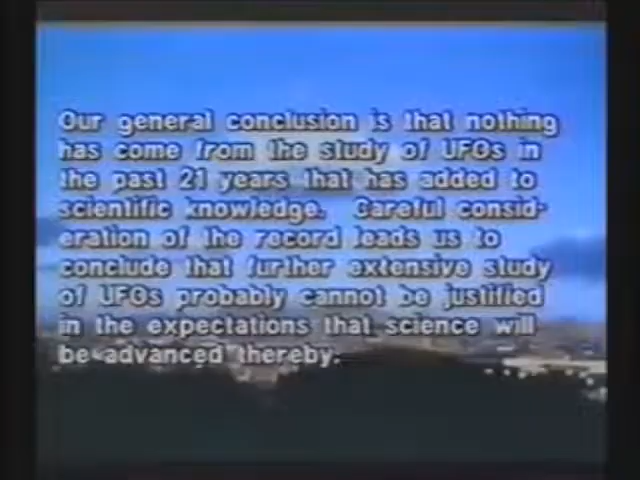 Our general conclusion is that nothing
has come from the study of UFOs in
the past 21 years that has added to
scientific knowledge. Careful consid-
eration of the record leads us to
conclude that further extensive study
of UFOs probably cannot be justified
in the expectations that science will
be advanced thereby.